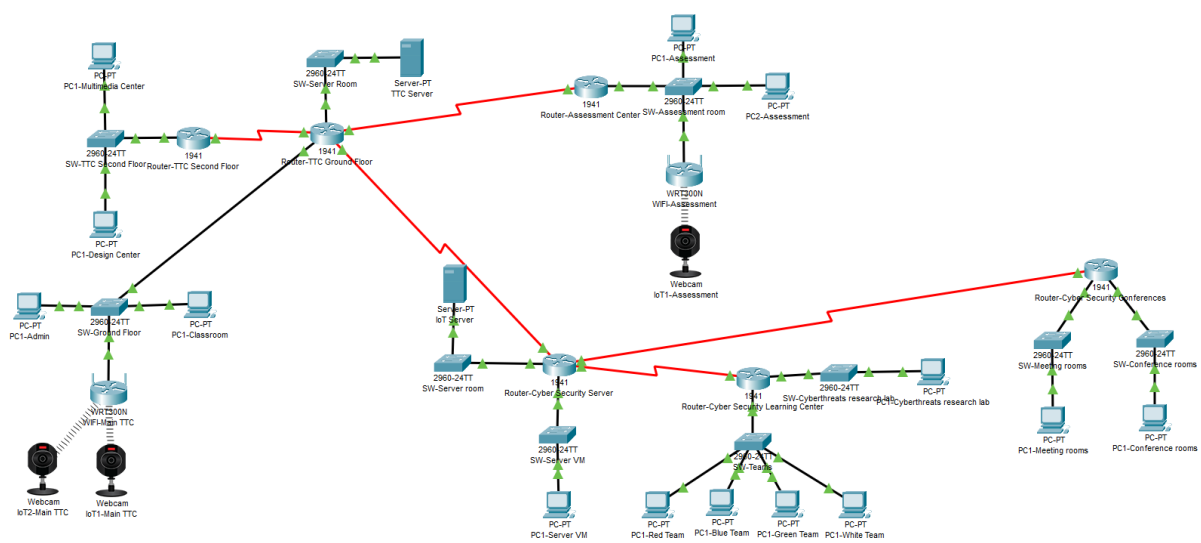 PC-PT
PC1-Multimedia Center
2960-24TT
SW-TTC Second Floor
1941
Router-TTC Second Floor
PC-PT
PC1-Design Center
2960-24TT
SW-Server Room
Server-PT
TTC Server
1941
Router-TTC Ground Floor
PC-PT
PC1-Admin
2960-24TT
SW-Ground Floor
PC-PT
PC1-Classroom
WRT300N
WIFI-Main TTC
Webcam
IoT2-Main TTC
Webcam
IoT1-Main TTC
PC-PT
PC1-Assessment
1941
Router-Assessment Center
2960-24TT
SW-Assessment room
PC-PT
PC2-Assessment
WRT300N
WIFI-Assessment
Webcam
IoT1-Assessment
Server-PT
IoT Server
2960-24TT
SW-Server room
1941
Router-Cyber Security Server
2960-24TT
SW-Server VM
PC-PT
PC1-Server VM
1941
Router-Cyber Security Learning Center
2960-24TT
SW-Cyberthreats research lab
PC-PT
PC1-Cyberthreats research lab
2960-24TT
SW-Teams
PC-PT
PC1-Red Team
PC-PT
PC1-Blue Team
PC-PT
PC1-Green Team
PC-PT
PC1-White Team
1941
Router-Cyber Security Conferences
2960-24TT
SW-Meeting rooms
2960-24TT
SW-Conference rooms
PC-PT
PC1-Meeting rooms
PC-PT
PC1-Conference rooms